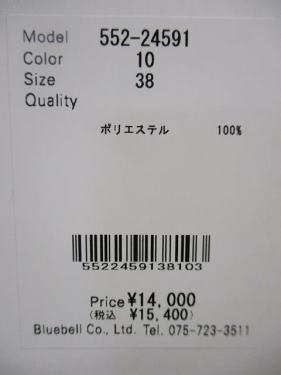 Model 552-24591
Color 10
Size 38
Quality
ポリエステル 100%
5522459138103
Price ¥14,000
(税込 ¥15,400)
Bluebell Co., Ltd. Tel. 075-723-3511